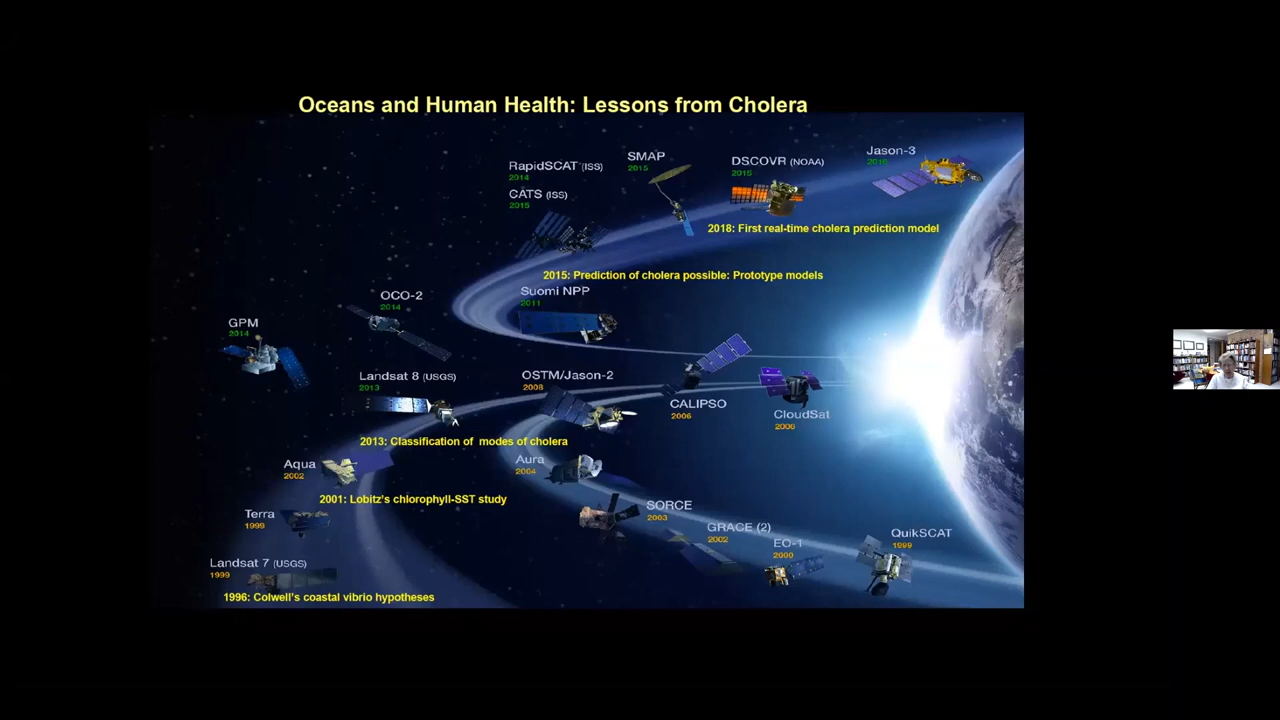 Oceans and Human Health: Lessons from Cholera
RapidSCAT (ISS)
2014
CATS (ISS)
2015
SMAP
2015
DSCOVR (NOAA)
2015
Jason-3
2016
2018: First real-time cholera prediction model
2015: Prediction of cholera possible: Prototype models
Suomi NPP
2011
OCO-2
2014
GPM
2014
Landsat 8 (USGS)
2013
OSTM/Jason-2
2008
CALIPSO
2006
CloudSat
2006
2013: Classification of modes of cholera
Aqua
2002
Aura
2004
2001: Lobitz's chlorophyll-SST study
Terra
1999
SORCE
2003
GRACE (2)
2002
EO-1
2000
QuikSCAT
1999
Landsat 7 (USGS)
1999
1996: Colwell's coastal vibrio hypotheses